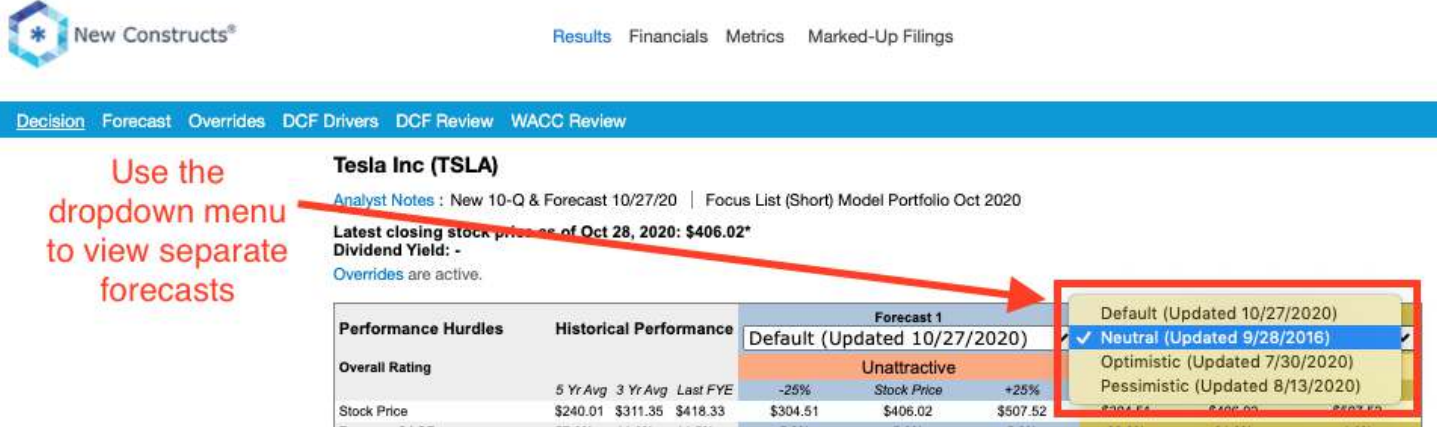 New Constructs®
Results Financials Metrics Marked-Up Filings
Decision Forecast Overrides DCF Drivers DCF Review WACC Review
Use the
dropdown menu
to view separate
forecasts
Tesla Inc (TSLA)
Analyst Notes : New 10-Q & Forecast 10/27/20 | Focus List (Short) Model Portfolio Oct 2020
Latest closing stock price as of Oct 28, 2020: $406.02*
Dividend Yield: -
Overrides are active.
Performance Hurdles Historical Performance Forecast 1
Default (Updated 10/27/2020)
Default (Updated 10/27/2020)
✓ Neutral (Updated 9/28/2016)
Optimistic (Updated 7/30/2020)
Pessimistic (Updated 8/13/2020)
Overall Rating Unattractive
5 Yr Avg 3 Yr Avg Last FYE -25% Stock Price +25%
Stock Price $240.01 $311.35 $418.33 $304.51 $406.02 $507.52